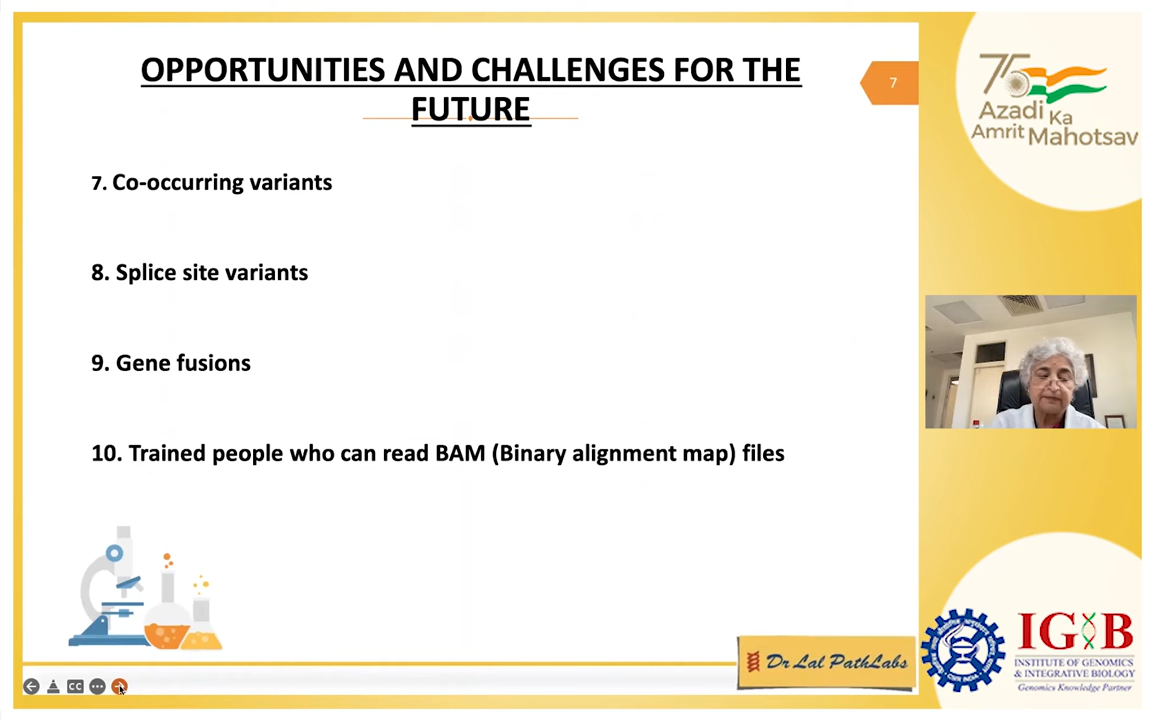 OPPORTUNITIES AND CHALLENGES FOR THE
FUTURE
7
7. Co-occurring variants
8. Splice site variants
9. Gene fusions
10. Trained people who can read BAM (Binary alignment map) files
Dr Lal PathLabs
CC
75
Azadi Ka
Amrit Mahotsav
IGIB
INSTITUTE OF GENOMICS
& INTEGRATIVE BIOLOGY
Genomics Knowledge Partner